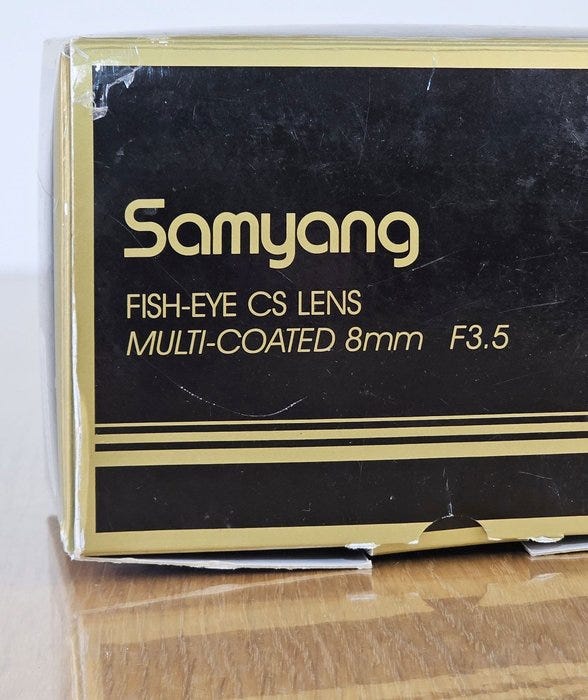 Samyang
FISH-EYE CS LENS
MULTI-COATED 8mm F3.5